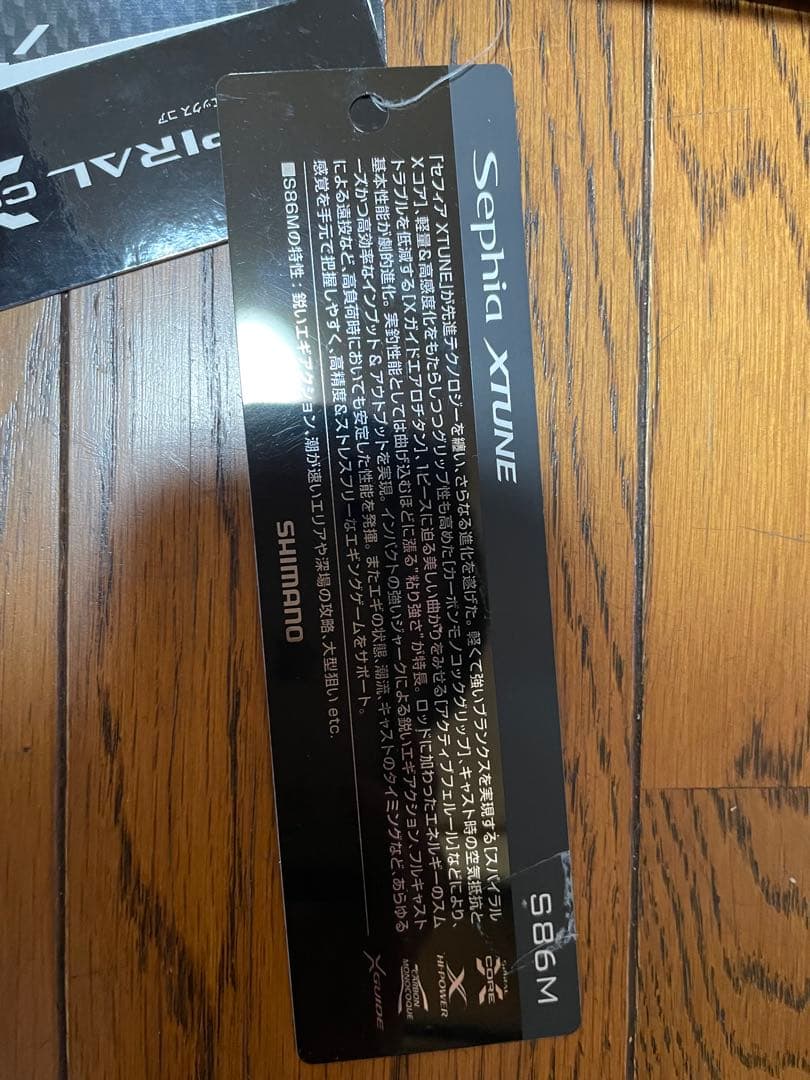 Sephia XTUNE
S86M
「セフィア XTUNE」が先進テクノロジーを纏い、さらなる進化を遂げた。軽くて強いブランクスを実現する[スパイラル
Xコア]、軽量&高感度化をもたらしつつグリップ性も高めた[カーボンモノコックグリップ]、キャスト時の空気抵抗と
トラブルを低減する[Xガイドエアロチタン]、1ピースに迫る美しい曲がりをみせる[アクティブフェルール]などにより、
基本性能が劇的進化。実釣性能としては曲げ込むほどに漲る"粘り強さ"が特長。ロッドに加わったエネルギーのスム
ーズかつ高効率なインプット&アウトプットを実現。インパクトの強いジャークによる鋭いエギアクション、フルキャスト
による遠投など、高負荷時においても安定した性能を発揮。またエギの状態、潮流、キャストのタイミングなど、あらゆる
感覚を手元で把握しやすく、高精度&ストレスフリーなエギングゲームをサポート。
■S86Mの特性：鋭いエギアクション、潮が速いエリアや深場の攻略、大型狙い etc.
SHIMANO
SPIRAL X CORE
X HI-POWER
CARBON MONOCOQUE
X GUIDE
PIRAL
エックス コア